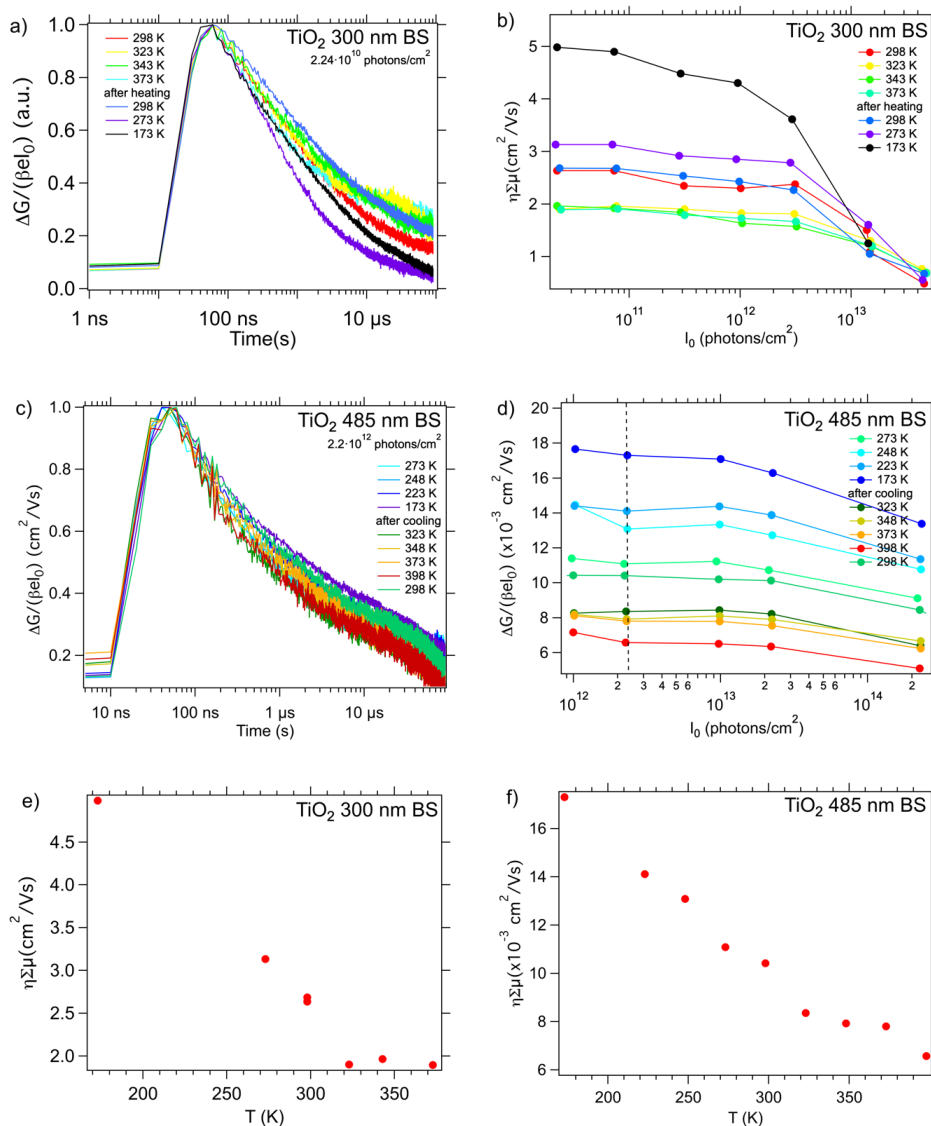 a)
TiO2 300 nm BS
2.24·10^10 photons/cm^2
298 K
323 K
343 K
373 K
after heating
298 K
273 K
173 K
ΔG/(βeI0) (a.u.)
1.0
0.8
0.6
0.4
0.2
0.0
1 ns
100 ns
10 µs
Time(s)
b)
TiO2 300 nm BS
298 K
323 K
343 K
373 K
after heating
298 K
273 K
173 K
ηΣμ(cm^2/Vs)
5
4
3
2
1
10^11
10^12
10^13
I0 (photons/cm^2)
c)
TiO2 485 nm BS
2.2·10^12 photons/cm^2
273 K
248 K
223 K
173 K
after cooling
323 K
348 K
373 K
398 K
298 K
ΔG/(βeI0) (cm^2/Vs)
1.0
0.8
0.6
0.4
0.2
10 ns
100 ns
1 µs
10 µs
Time (s)
d)
TiO2 485 nm BS
273 K
248 K
223 K
173 K
after cooling
323 K
348 K
373 K
398 K
298 K
ΔG/(βeI0) (x10^-3 cm^2/Vs)
20
18
16
14
12
10
8
6
10^12
2
3
4
5
6
10^13
2
3
4
5
6
10^14
2
I0 (photons/cm^2)
e)
TiO2 300 nm BS
ηΣμ(cm^2/Vs)
4.5
4.0
3.5
3.0
2.5
2.0
200
250
300
350
T (K)
f)
TiO2 485 nm BS
ηΣμ(x10^-3 cm^2/Vs)
16
14
12
10
8
6
200
250
300
350
T (K)